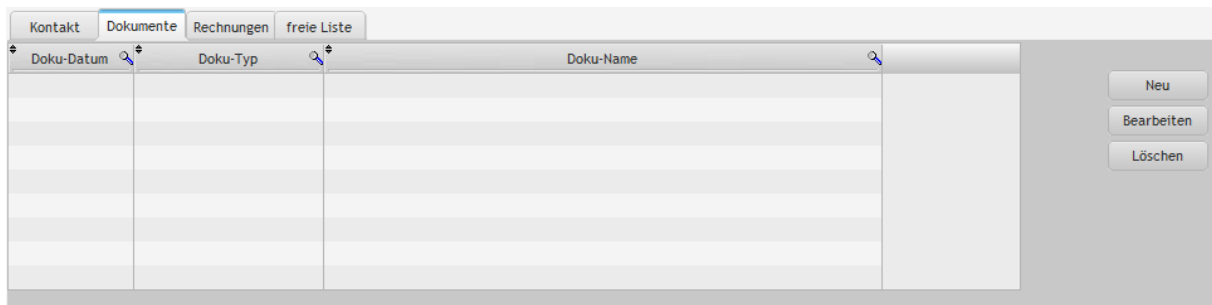 Kontakt Dokumente Rechnungen freie Liste
Doku-Datum Doku-Typ Doku-Name
Neu
Bearbeiten
Löschen